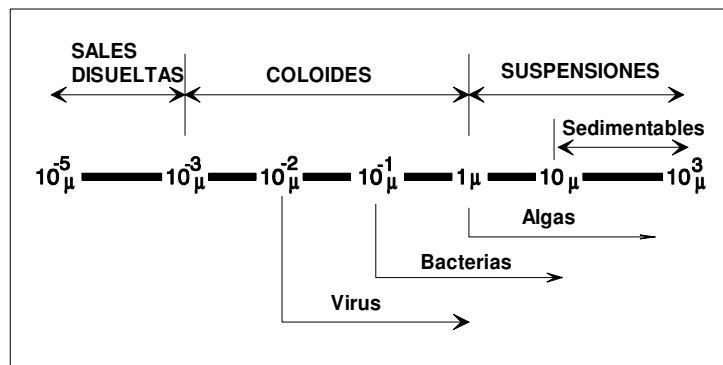 SALES
DISUELTAS
COLOIDES
SUSPENSIONES
Sedimentables
10⁻⁵μ 10⁻³μ 10⁻²μ 10⁻¹μ 1μ 10μ 10³μ
Algas
Bacterias
Virus